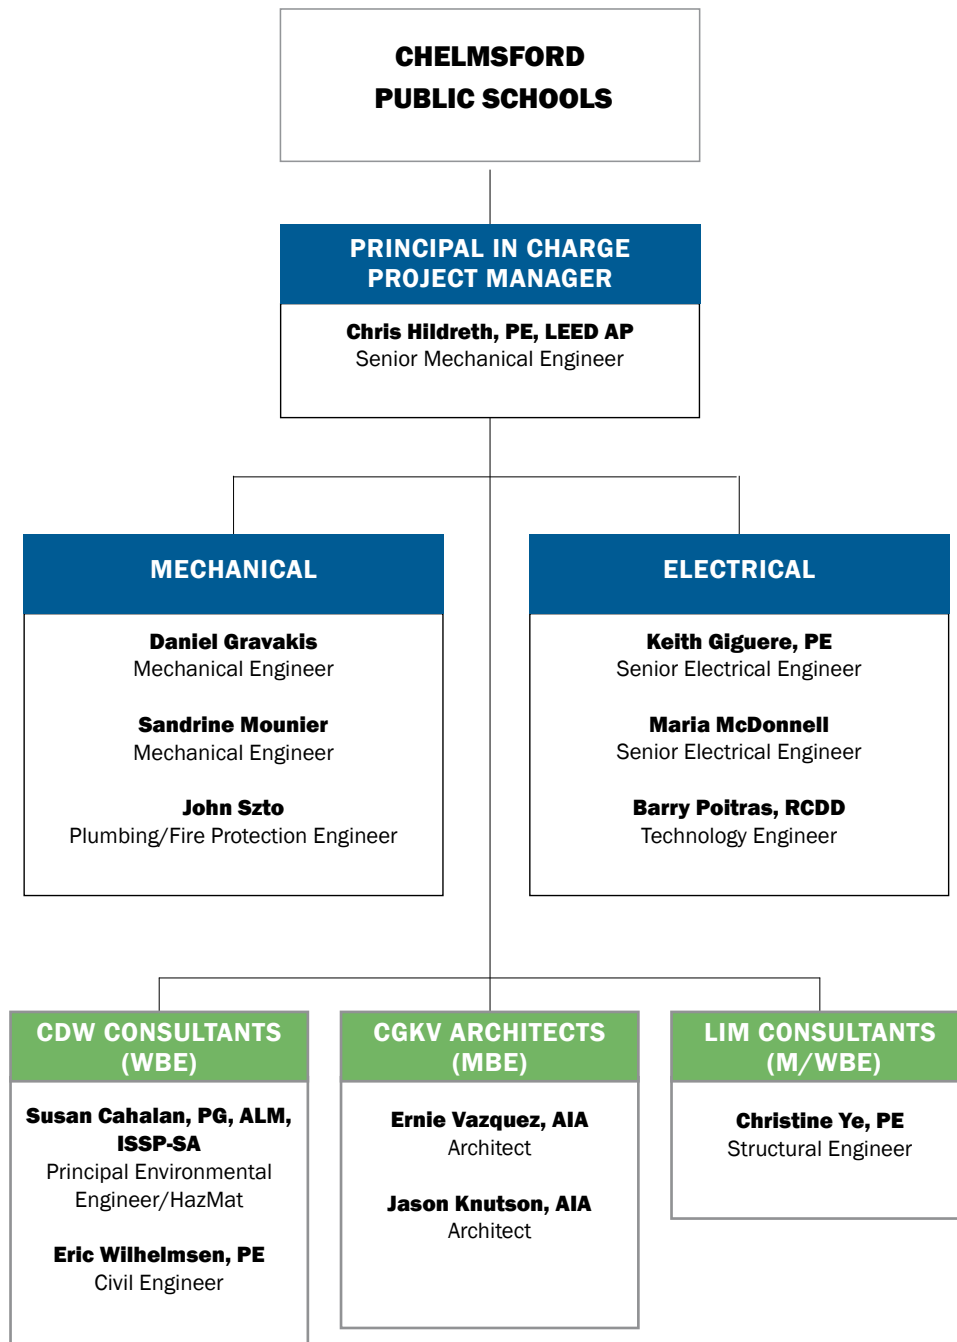 CHELMSFORD
PUBLIC SCHOOLS
PRINCIPAL IN CHARGE
PROJECT MANAGER
Chris Hildreth, PE, LEED AP
Senior Mechanical Engineer
MECHANICAL
Daniel Gravakis
Mechanical Engineer
Sandrine Mounier
Mechanical Engineer
John Szto
Plumbing/Fire Protection Engineer
ELECTRICAL
Keith Giguere, PE
Senior Electrical Engineer
Maria McDonnell
Senior Electrical Engineer
Barry Poitras, RCDD
Technology Engineer
CDW CONSULTANTS
(WBE)
Susan Cahalan, PG, ALM,
ISSP-SA
Principal Environmental
Engineer/HazMat
Eric Wilhelmsen, PE
Civil Engineer
CGKV ARCHITECTS
(MBE)
Ernie Vazquez, AIA
Architect
Jason Knutson, AIA
Architect
LIM CONSULTANTS
(M/WBE)
Christine Ye, PE
Structural Engineer